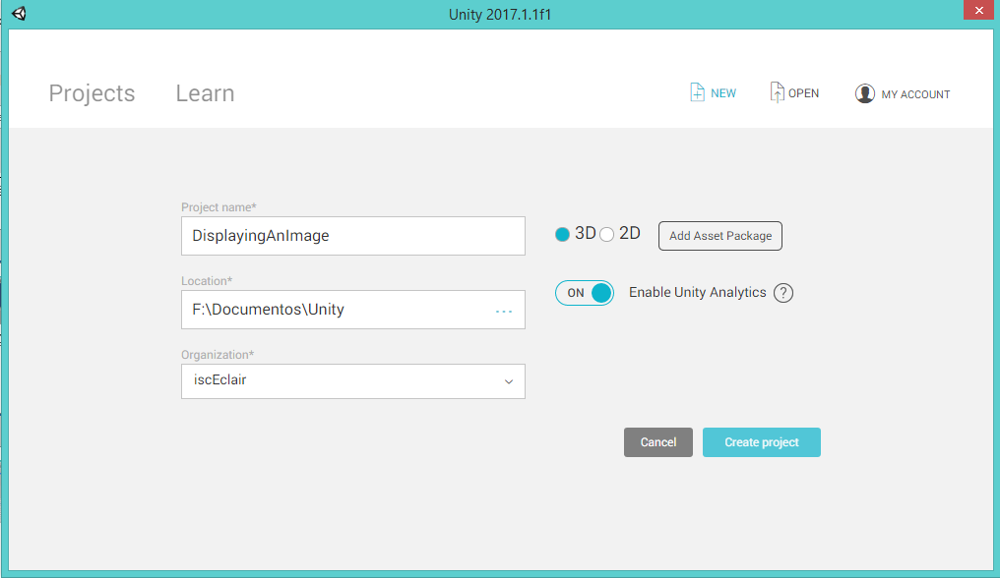 Unity 2017.1.1f1
×
Projects Learn NEW OPEN MY ACCOUNT
Project name*
DisplayingAnImage
3D 2D Add Asset Package
Location*
F:\Documentos\Unity ...
ON Enable Unity Analytics ?
Organization*
iscEclair
Cancel Create project